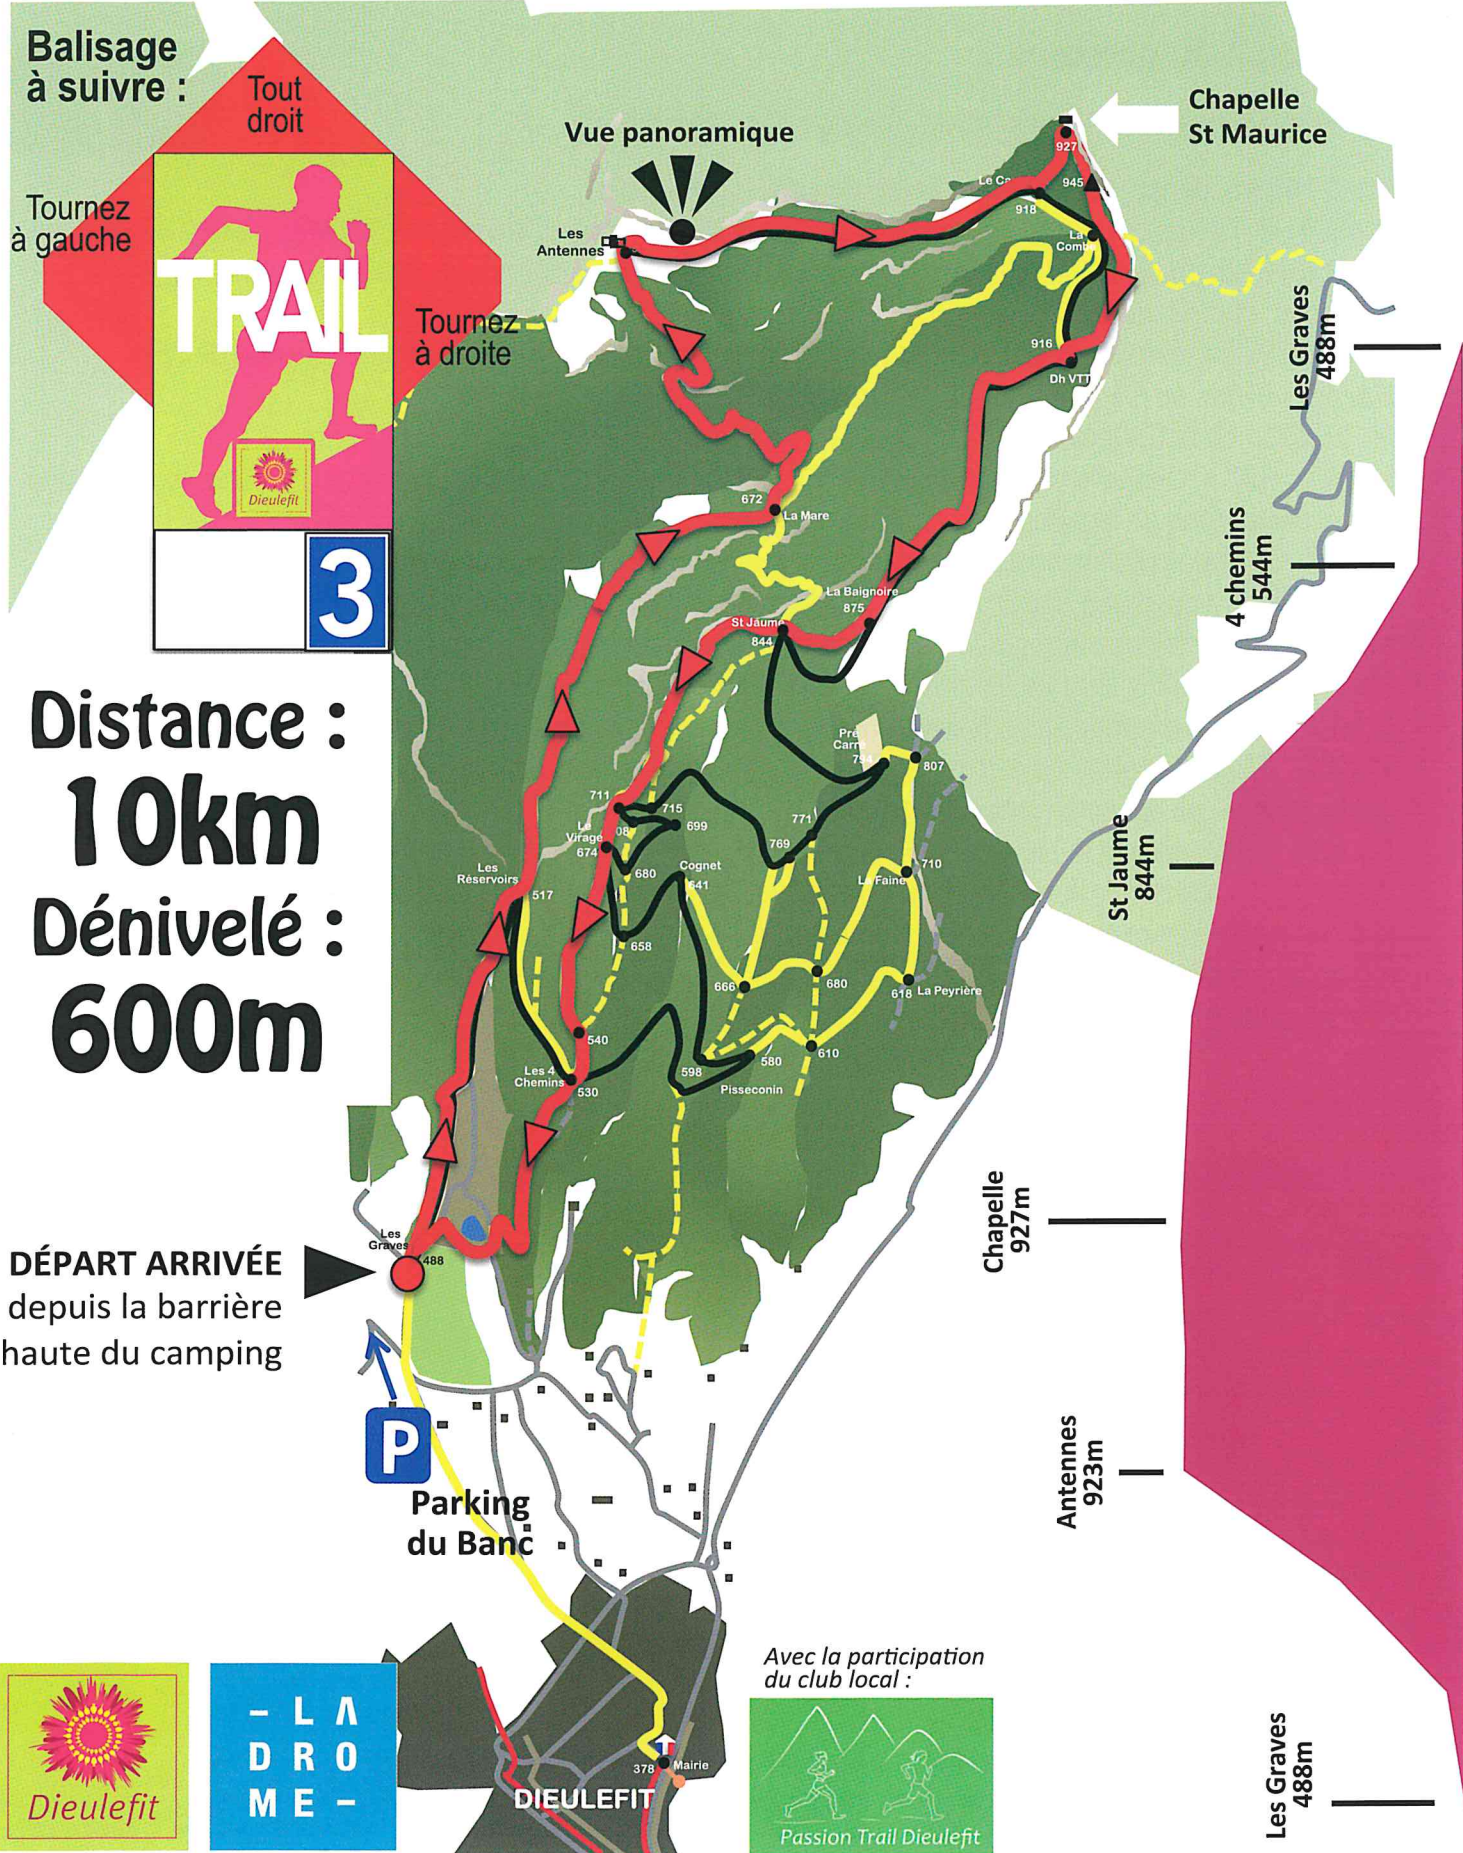 Balisage
à suivre :
Tout
droit
Tournez
à gauche
TRAIL
Tournez
à droite
Dieulefit
3
Distance :
10km
Dénivelé :
600m
DÉPART ARRIVÉE
depuis la barrière
haute du camping
P
Parking
du Banc
Vue panoramique
Chapelle
St Maurice
927
945
918
La
Combe
Les
Antennes
916
Dh VTT
672
La Mare
La Baignoire
875
St Jaume
844
Pré
Carré
794
807
711
715
699
Le
Virage
674
680
771
769
Cognet
641
710
La Faine
Les
Réservoirs
517
658
666
680
618
La Peyrière
540
Les 4
Chemins
530
598
580
610
Pisseconin
Les
Graves
488
378
Mairie
DIEULEFIT
Les Graves
488m
4 chemins
544m
St Jaume
844m
Chapelle
927m
Antennes
923m
Les Graves
488m
Dieulefit
– L A
D R O
M E –
Avec la participation
du club local :
Passion Trail Dieulefit